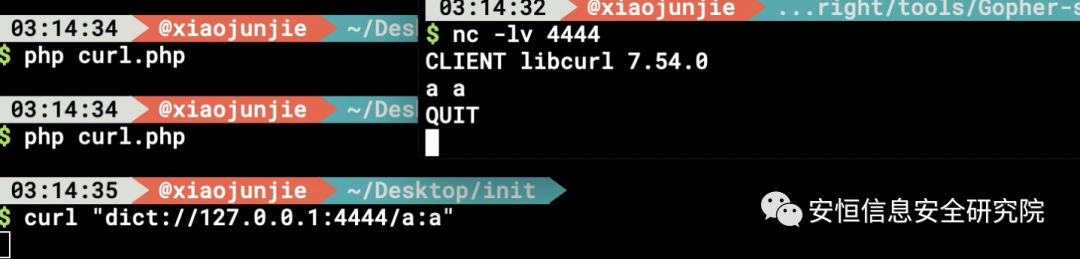 03:14:34 @xiaojunjie ~/Des
$ php curl.php
03:14:34 @xiaojunjie ~/Des
$ php curl.php
03:14:35 @xiaojunjie ~/Desktop/init
$ curl "dict://127.0.0.1:4444/a:a"
03:14:32 @xiaojunjie ...right/tools/Gopher-s
$ nc -lv 4444
CLIENT libcurl 7.54.0
a a
QUIT
安恒信息安全研究院